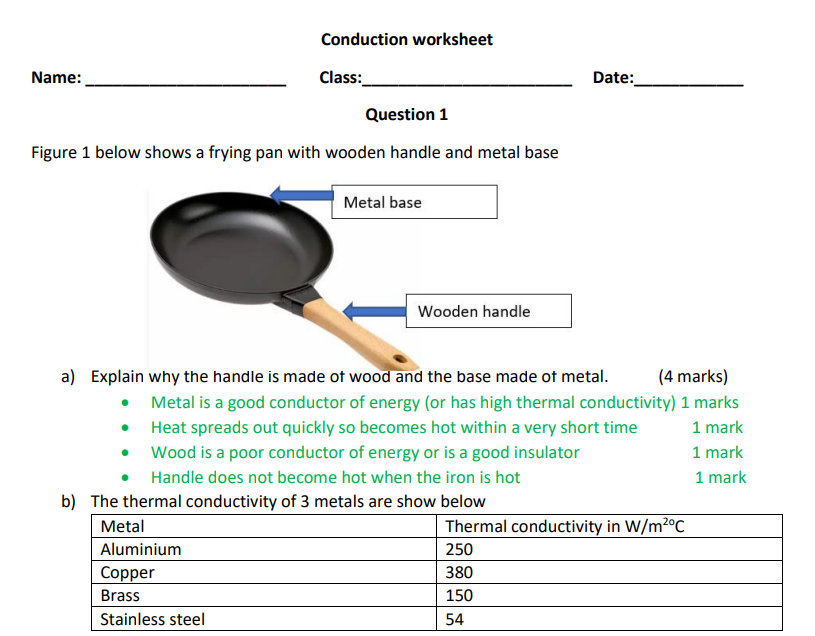 Conduction worksheet
Name: ______________________ Class:_______________________ Date:____________
Question 1
Figure 1 below shows a frying pan with wooden handle and metal base
Metal base
Wooden handle
a) Explain why the handle is made of wood and the base made of metal. (4 marks)
• Metal is a good conductor of energy (or has high thermal conductivity) 1 marks
• Heat spreads out quickly so becomes hot within a very short time 1 mark
• Wood is a poor conductor of energy or is a good insulator 1 mark
• Handle does not become hot when the iron is hot 1 mark
b) The thermal conductivity of 3 metals are show below
Metal Thermal conductivity in W/m²⁰C
Aluminium 250
Copper 380
Brass 150
Stainless steel 54